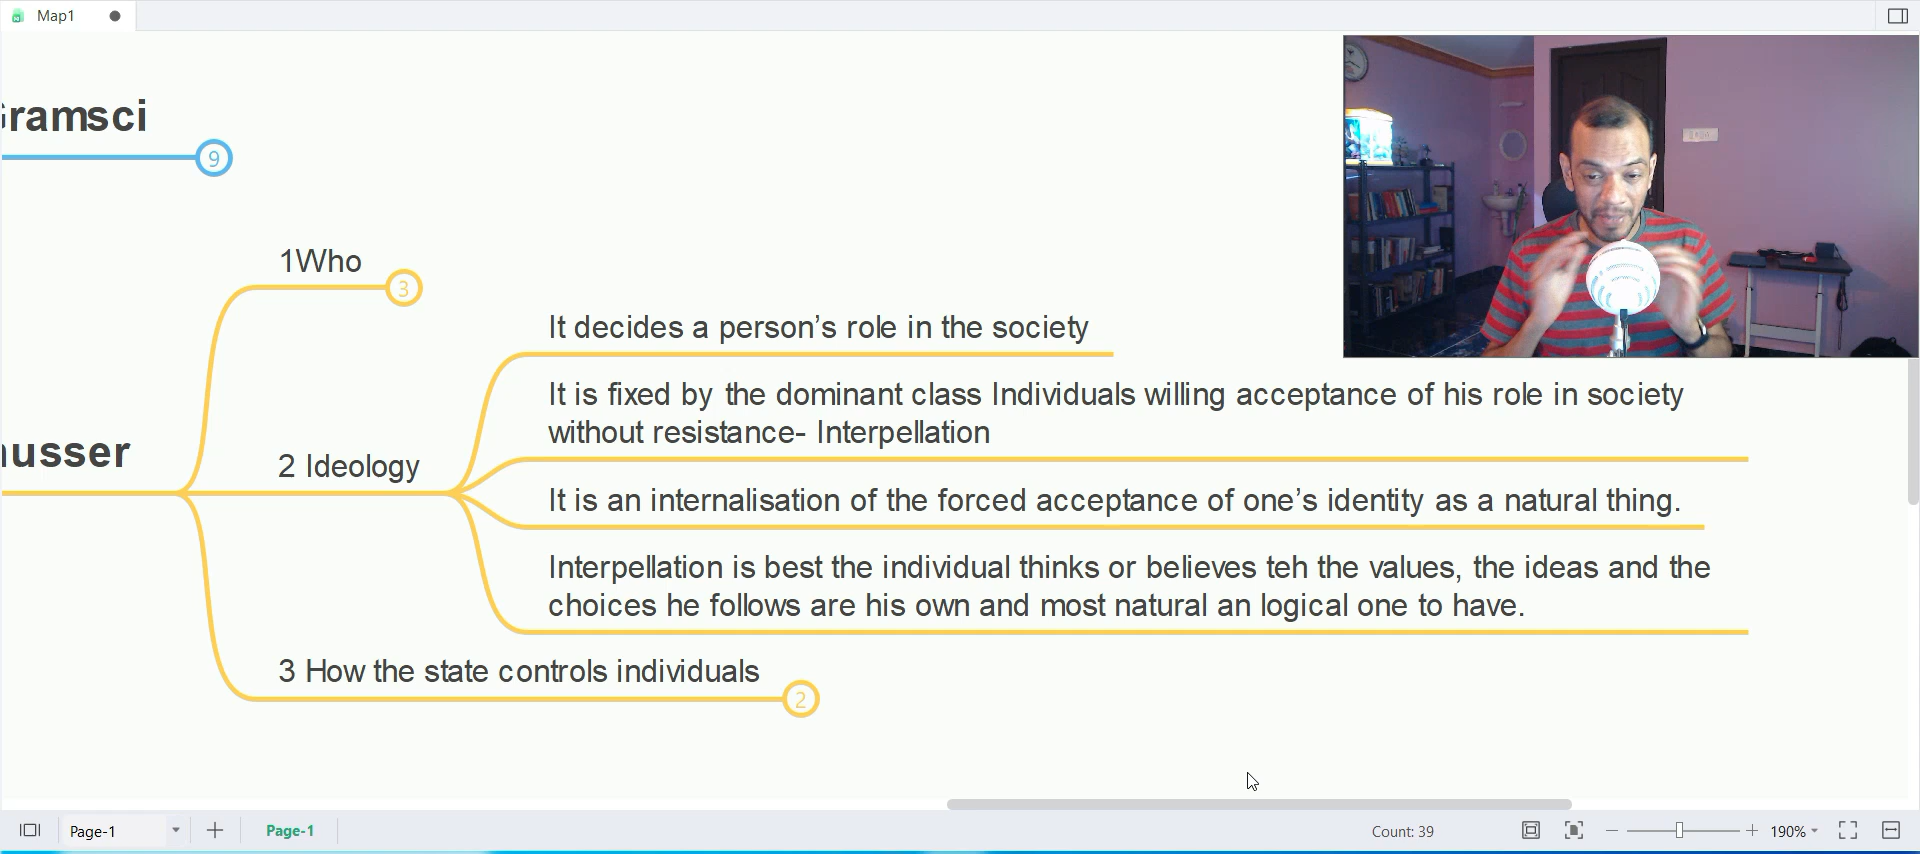 Map1
Gramsci
9
1Who
3
It decides a person’s role in the society
It is fixed by the dominant class Individuals willing acceptance of his role in society
without resistance- Interpellation
usser
2 Ideology
It is an internalisation of the forced acceptance of one’s identity as a natural thing.
Interpellation is best the individual thinks or believes teh the values, the ideas and the
choices he follows are his own and most natural an logical one to have.
3 How the state controls individuals
2
Page-1
Page-1
Count: 39
190%